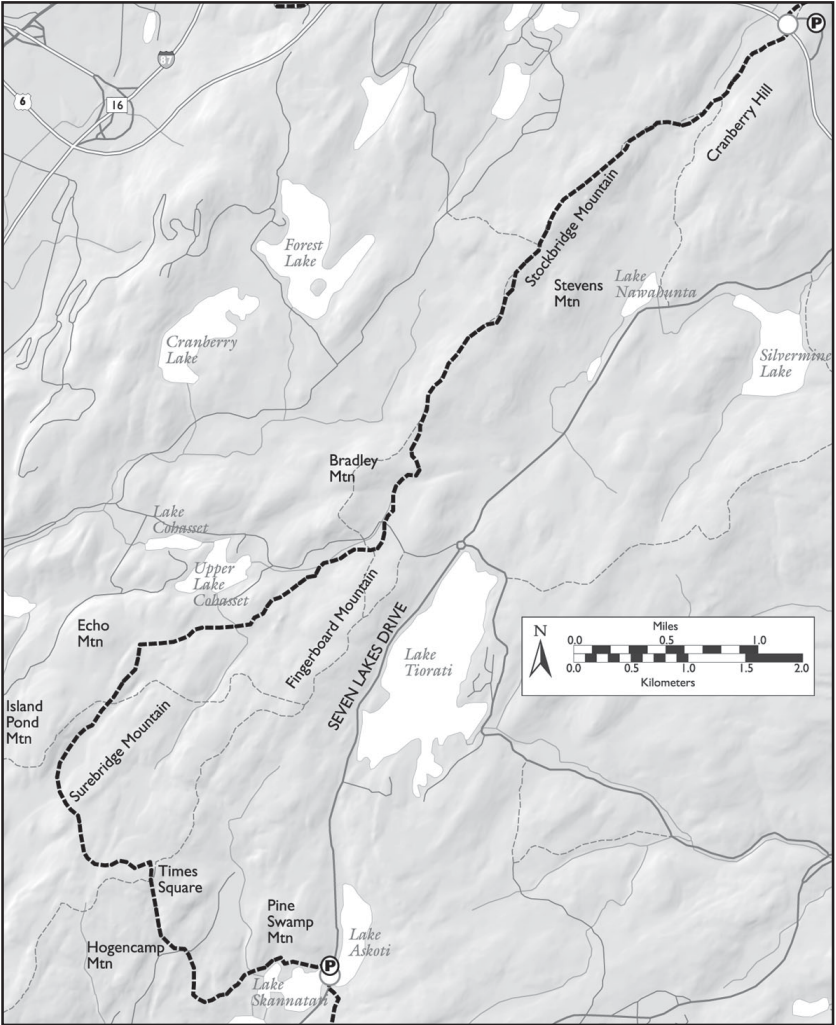 P
87
6
16
Cranberry Hill
Stockbridge Mountain
Forest
Lake
Stevens
Mtn
Lake
Nawahunta
Cranberry
Lake
Silvermine
Lake
Bradley
Mtn
Lake
Cohasset
Upper
Lake
Cohasset
Echo
Mtn
Fingerboard Mountain
SEVEN LAKES DRIVE
Lake
Tiorati
N
Miles
0.0 0.5 1.0
0.0 0.5 1.0 1.5 2.0
Kilometers
Island
Pond
Mtn
Surebridge Mountain
Times
Square
Pine
Swamp
Mtn
Hogencamp
Mtn
Lake
Askoti
P
Lake
Skannatati